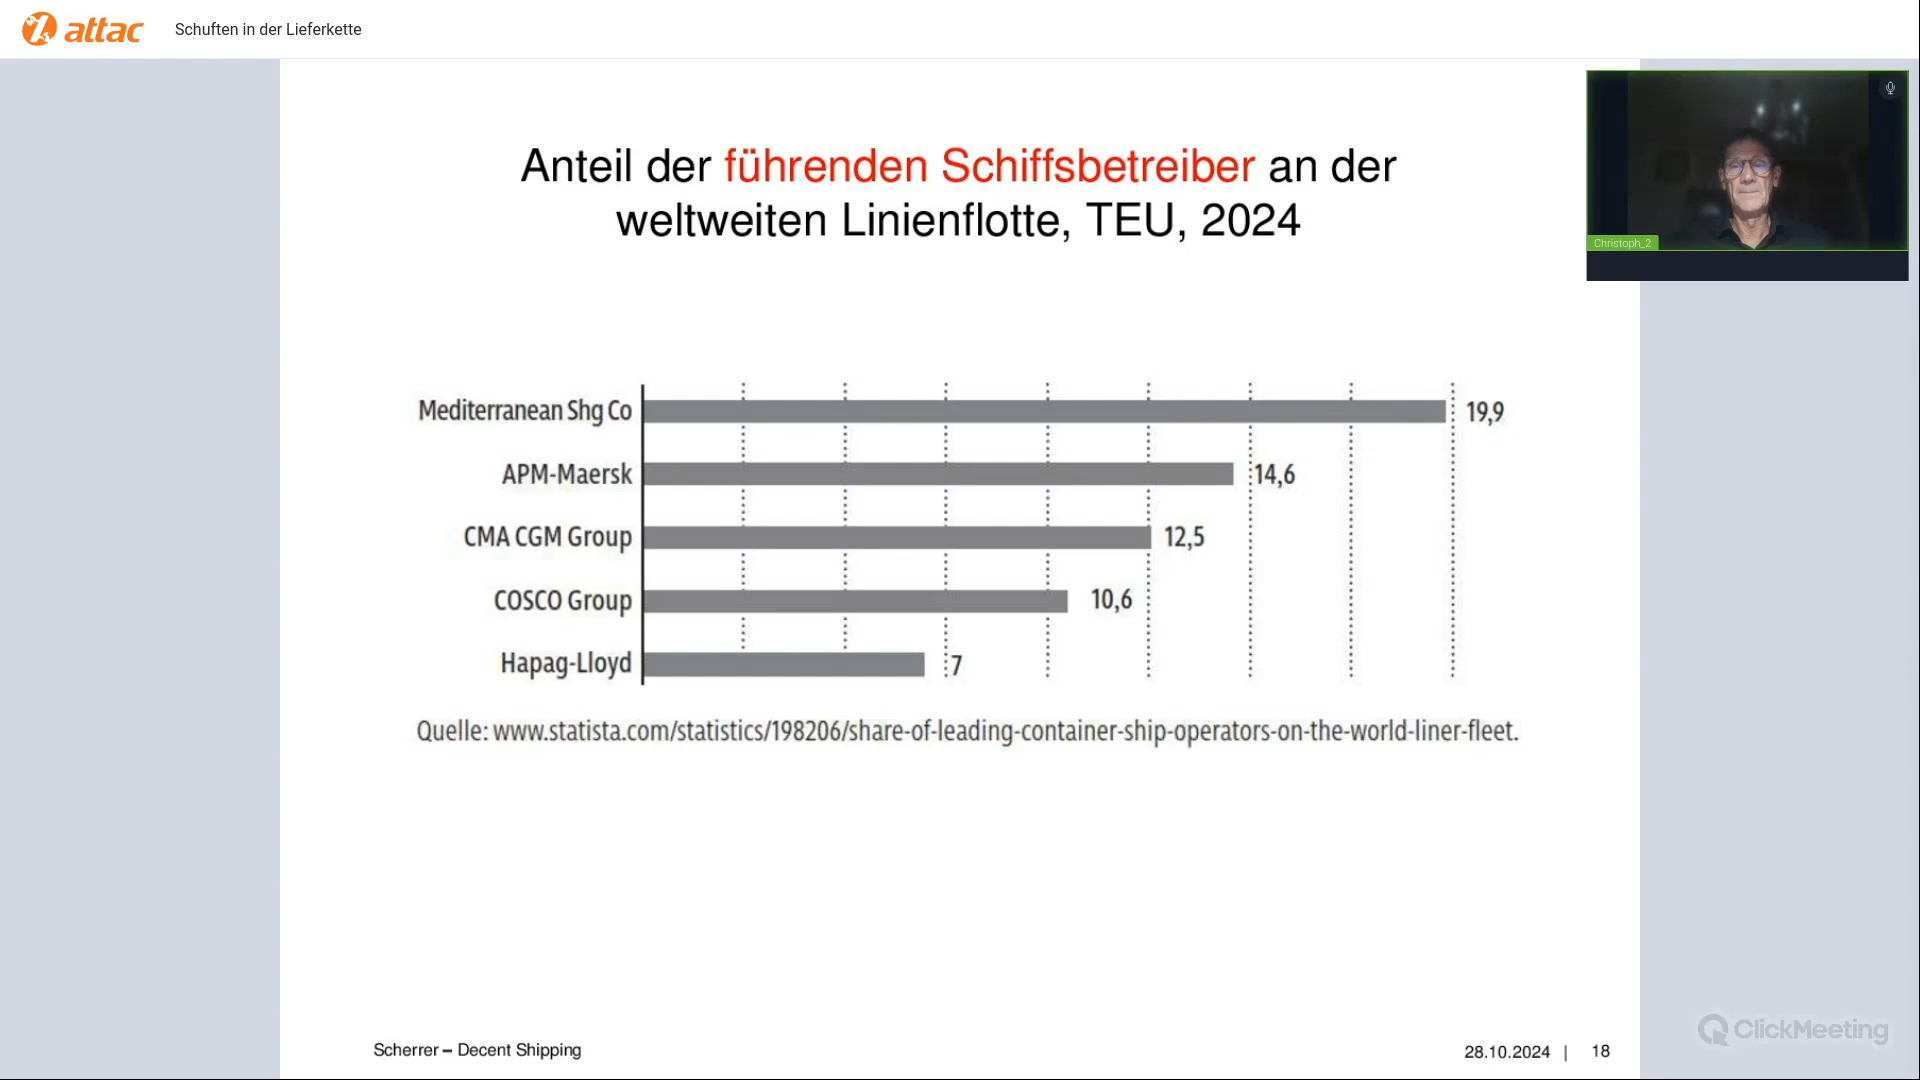 attac
Schuften in der Lieferkette
Anteil der führenden Schiffsbetreiber an der
weltweiten Linienflotte, TEU, 2024
Christoph_2
Mediterranean Shg Co
19,9
APM-Maersk
14,6
CMA CGM Group
12,5
COSCO Group
10,6
Hapag-Lloyd
7
Quelle: www.statista.com/statistics/198206/share-of-leading-container-ship-operators-on-the-world-liner-fleet.
ClickMeeting
Scherrer – Decent Shipping
28.10.2024 | 18